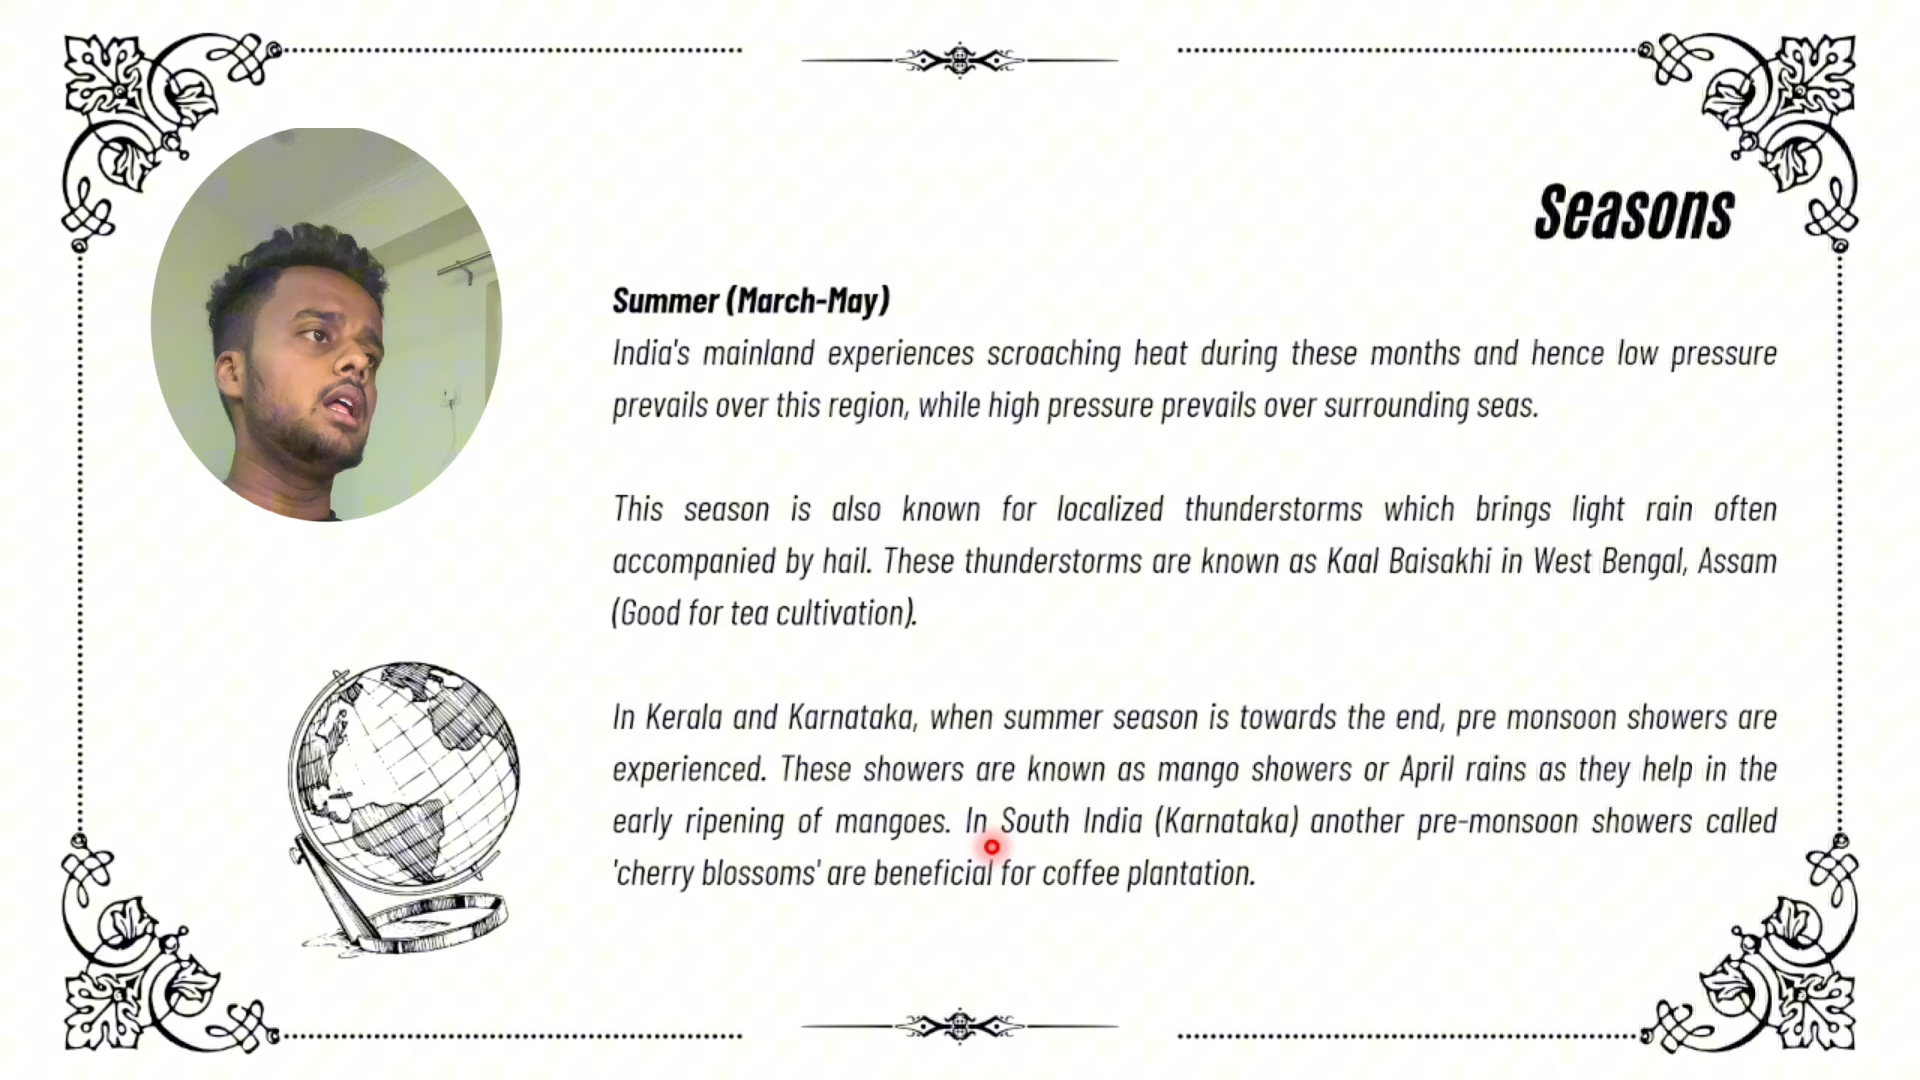 Seasons
Summer (March-May)
India's mainland experiences scroaching heat during these months and hence low pressure
prevails over this region, while high pressure prevails over surrounding seas.
This season is also known for localized thunderstorms which brings light rain often
accompanied by hail. These thunderstorms are known as Kaal Baisakhi in West Bengal, Assam
(Good for tea cultivation).
In Kerala and Karnataka, when summer season is towards the end, pre monsoon showers are
experienced. These showers are known as mango showers or April rains as they help in the
early ripening of mangoes. In South India (Karnataka) another pre-monsoon showers called
'cherry blossoms' are beneficial for coffee plantation.